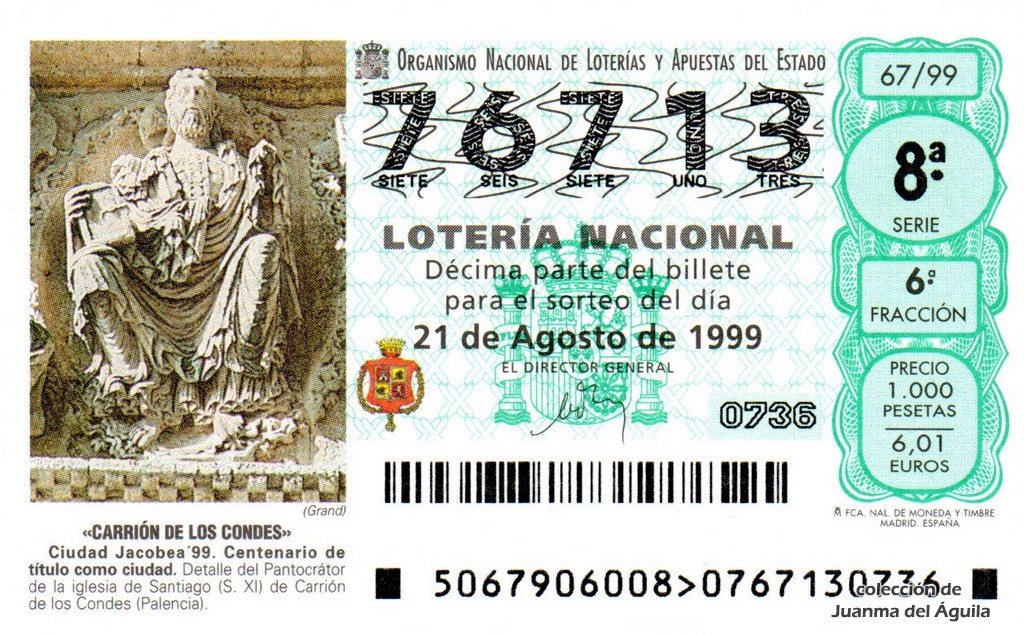 ORGANISMO NACIONAL DE LOTERÍAS Y APUESTAS DEL ESTADO
76713
SIETE SEIS SIETE UNO TRES
LOTERÍA NACIONAL
Décima parte del billete
para el sorteo del día
21 de Agosto de 1999
EL DIRECTOR GENERAL
0736
67/99
8ª
SERIE
6ª
FRACCIÓN
PRECIO
1.000
PESETAS
6,01
EUROS
FCA. NAL. DE MONEDA Y TIMBRE
MADRID. ESPAÑA
(Grand)
«CARRIÓN DE LOS CONDES»
Ciudad Jacobea´99. Centenario de
título como ciudad. Detalle del Pantocrátor
de la iglesia de Santiago (S. XI) de Carrión
de los Condes (Palencia).
5067906008>0767130736
colección de
Juanma del Águila